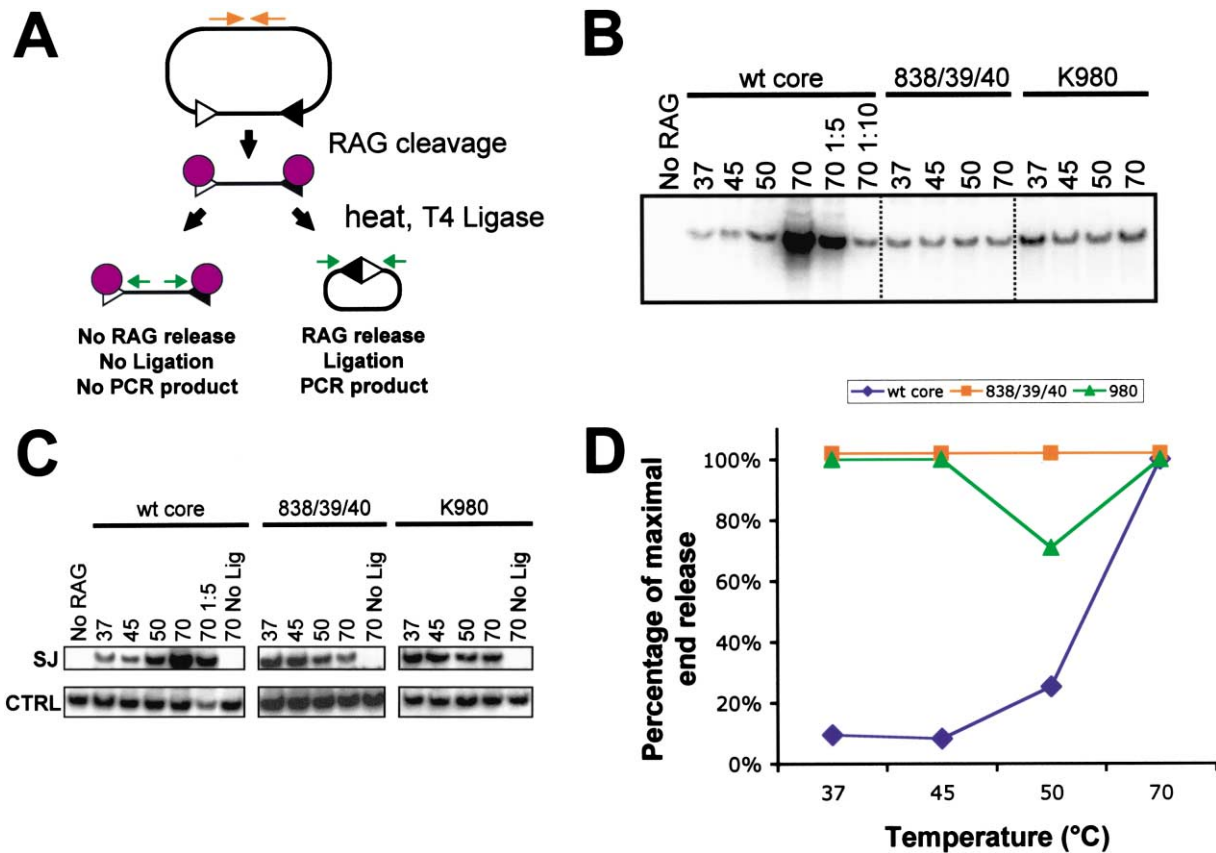 A
RAG cleavage
heat, T4 Ligase
No RAG release
No Ligation
No PCR product
RAG release
Ligation
PCR product
B
wt core 838/39/40 K980
No RAG 37 45 50 70 70 1:5 70 1:10 37 45 50 70 37 45 50 70
C
wt core 838/39/40 K980
No RAG 37 45 50 70 70 1:5 70 No Lig 37 45 50 70 70 No Lig 37 45 50 70 70 No Lig
SJ
CTRL
wt core 838/39/40 980
D
Percentage of maximal
end release
100%
80%
60%
40%
20%
0%
37 45 50 70
Temperature (°C)